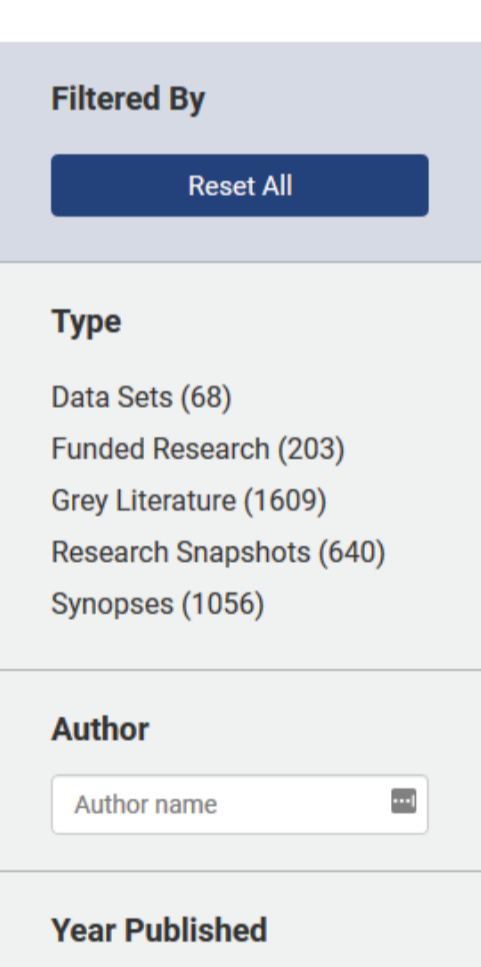 Filtered By
Reset All
Type
Data Sets (68)
Funded Research (203)
Grey Literature (1609)
Research Snapshots (640)
Synopses (1056)
Author
Author name
Year Published